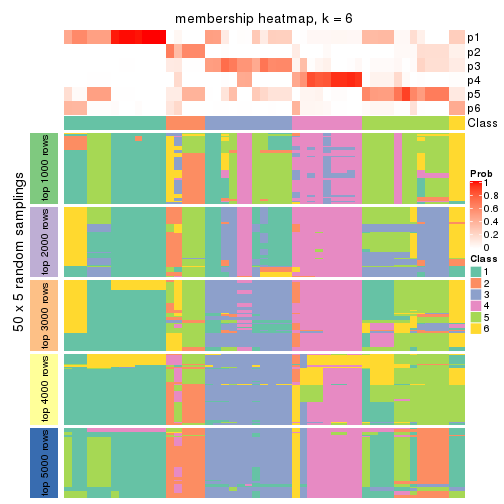 membership heatmap, k = 6
p1
p2
p3
p4
p5
p6
Class
50 x 5 random samplings
top 1000 rows
top 2000 rows
top 3000 rows
top 4000 rows
top 5000 rows
Prob
1
0.8
0.6
0.4
0.2
0
Class
1
2
3
4
5
6